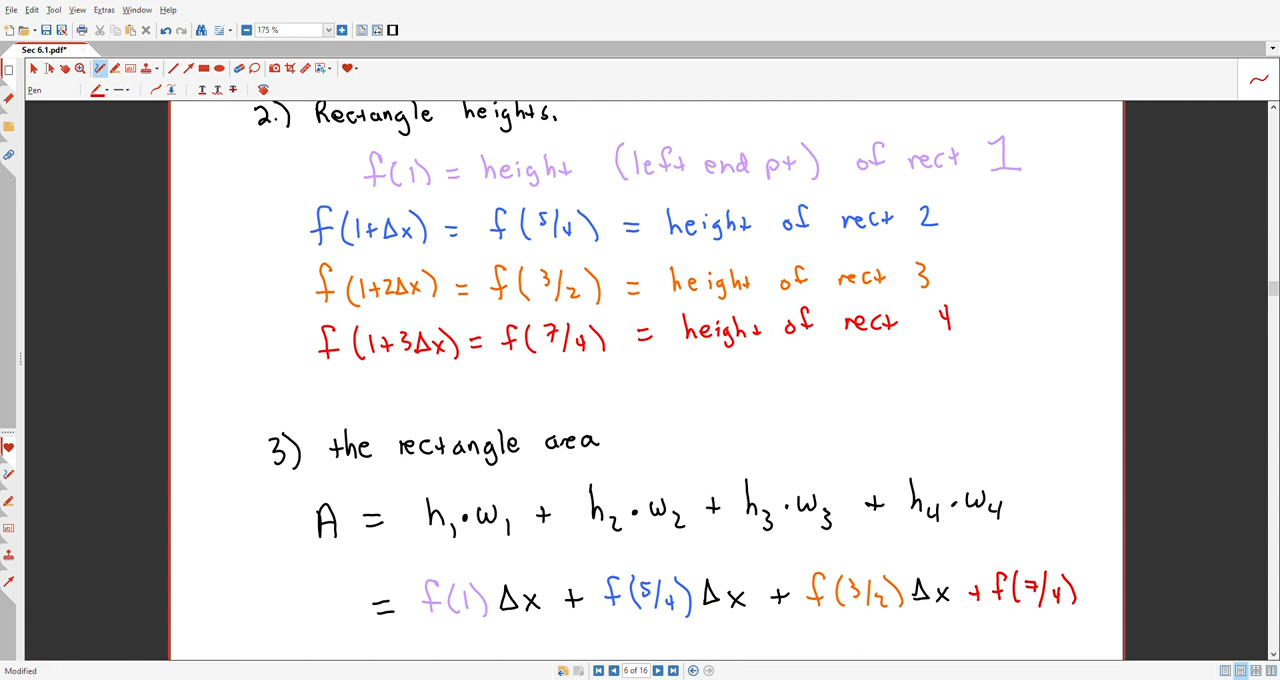 File Edit View Tool Extras Window Help
175 %
Sec 6.1.pdf*
Pen
2.) Rectangle heights.
f(1) = height (left end pt) of rect 1
f(1+Δx) = f(5/4) = height of rect 2
f(1+2Δx) = f(3/2) = height of rect 3
f(1+3Δx) = f(7/4) = height of rect 4
3) the rectangle area
A = h₁·w₁ + h₂·w₂ + h₃·w₃ + h₄·w₄
= f(1)Δx + f(5/4)Δx + f(3/2)Δx + f(7/4)
Modified
6 of 16